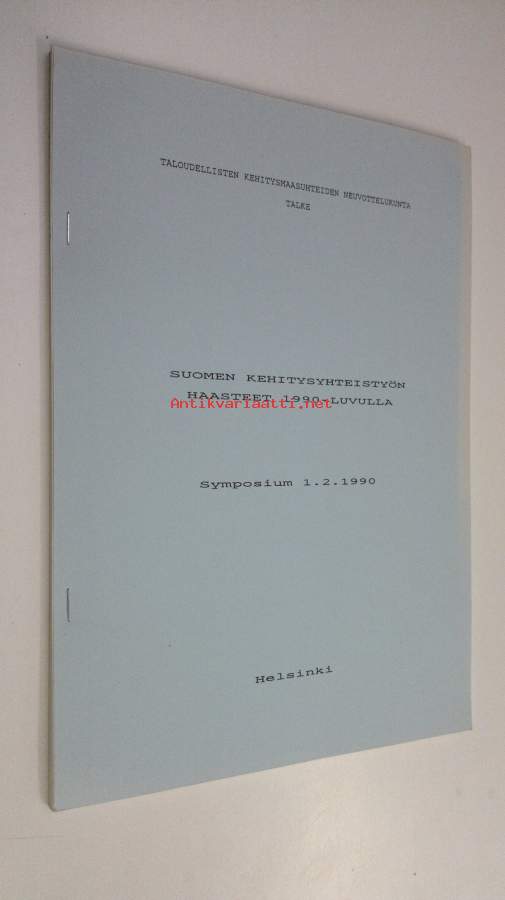 TALOUDELLISTEN KEHITYSMAASUHTEIDEN NEUVOTTELUKUNTA
TALKE
SUOMEN KEHITYSYHTEISTYÖN
HAASTEET 1990-LUVULLA
Antikvariaatti.net
Symposium 1.2.1990
Helsinki